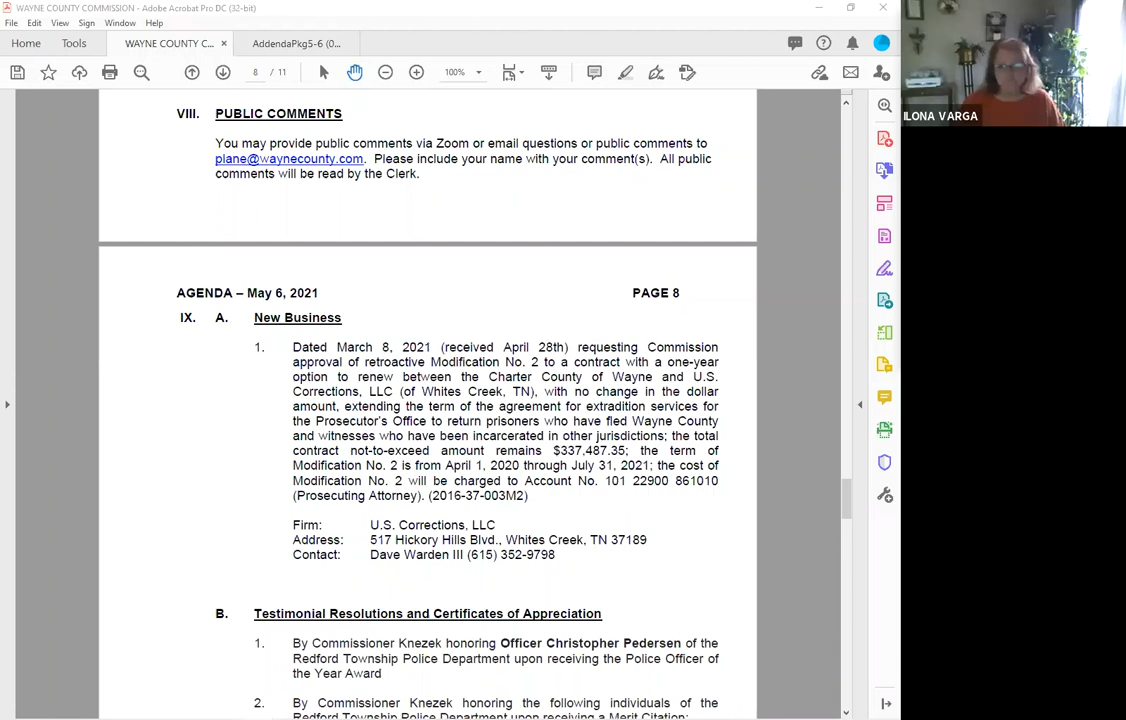 WAYNE COUNTY COMMISSION - Adobe Acrobat Pro DC (32-bit)
File Edit View Sign Window Help
Home Tools WAYNE COUNTY C... × AddendaPkg5-6 (0...
8 / 11 100%
ILONA VARGA
VIII. PUBLIC COMMENTS
You may provide public comments via Zoom or email questions or public comments to
plane@waynecounty.com. Please include your name with your comment(s). All public
comments will be read by the Clerk.
AGENDA – May 6, 2021 PAGE 8
IX. A. New Business
1. Dated March 8, 2021 (received April 28th) requesting Commission
approval of retroactive Modification No. 2 to a contract with a one-year
option to renew between the Charter County of Wayne and U.S.
Corrections, LLC (of Whites Creek, TN), with no change in the dollar
amount, extending the term of the agreement for extradition services for
the Prosecutor's Office to return prisoners who have fled Wayne County
and witnesses who have been incarcerated in other jurisdictions; the total
contract not-to-exceed amount remains $337,487.35; the term of
Modification No. 2 is from April 1, 2020 through July 31, 2021; the cost of
Modification No. 2 will be charged to Account No. 101 22900 861010
(Prosecuting Attorney). (2016-37-003M2)
Firm: U.S. Corrections, LLC
Address: 517 Hickory Hills Blvd., Whites Creek, TN 37189
Contact: Dave Warden III (615) 352-9798
B. Testimonial Resolutions and Certificates of Appreciation
1. By Commissioner Knezek honoring Officer Christopher Pedersen of the
Redford Township Police Department upon receiving the Police Officer of
the Year Award
2. By Commissioner Knezek honoring the following individuals of the
Redford Township Police Department upon receiving a Merit Citation: